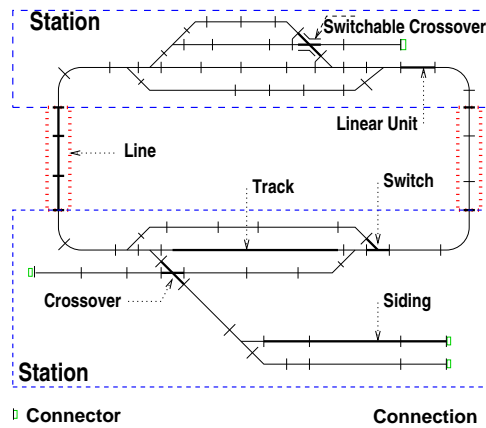 Station
Switchable Crossover
Linear Unit
Line
Track
Switch
Crossover
Siding
Station
Connector
Connection